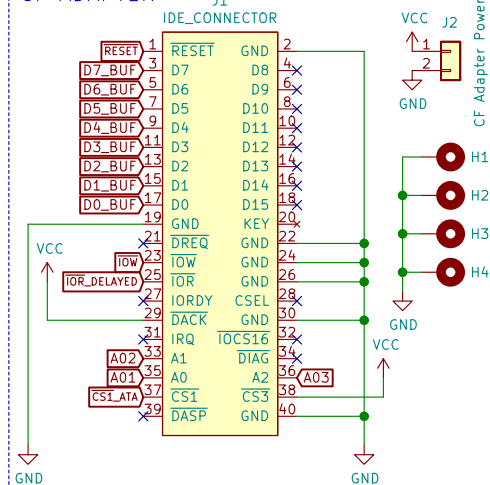 CF ADAPTER
J1
IDE_CONNECTOR
RESET 1 RESET GND 2
D7_BUF 3 D7 D8 4
D6_BUF 5 D6 D9 6
D5_BUF 7 D5 D10 8
D4_BUF 9 D4 D11 10
D3_BUF 11 D3 D12 12
D2_BUF 13 D2 D13 14
D1_BUF 15 D1 D14 16
D0_BUF 17 D0 D15 18
19 GND KEY 20
21 DREQ GND 22
IOW 23 IOW GND 24
IOR_DELAYED 25 IOR GND 26
27 IORDY CSEL 28
29 DACK GND 30
31 IRQ IOCS16 32
A02 33 A1 DIAG 34
A01 35 A0 A2 36 A03
CS1_ATA 37 CS1 CS3 38
39 DASP GND 40
VCC
GND
GND
VCC
VCC
J2
1
2
GND
CF Adapter Power
H1
H2
H3
H4
GND